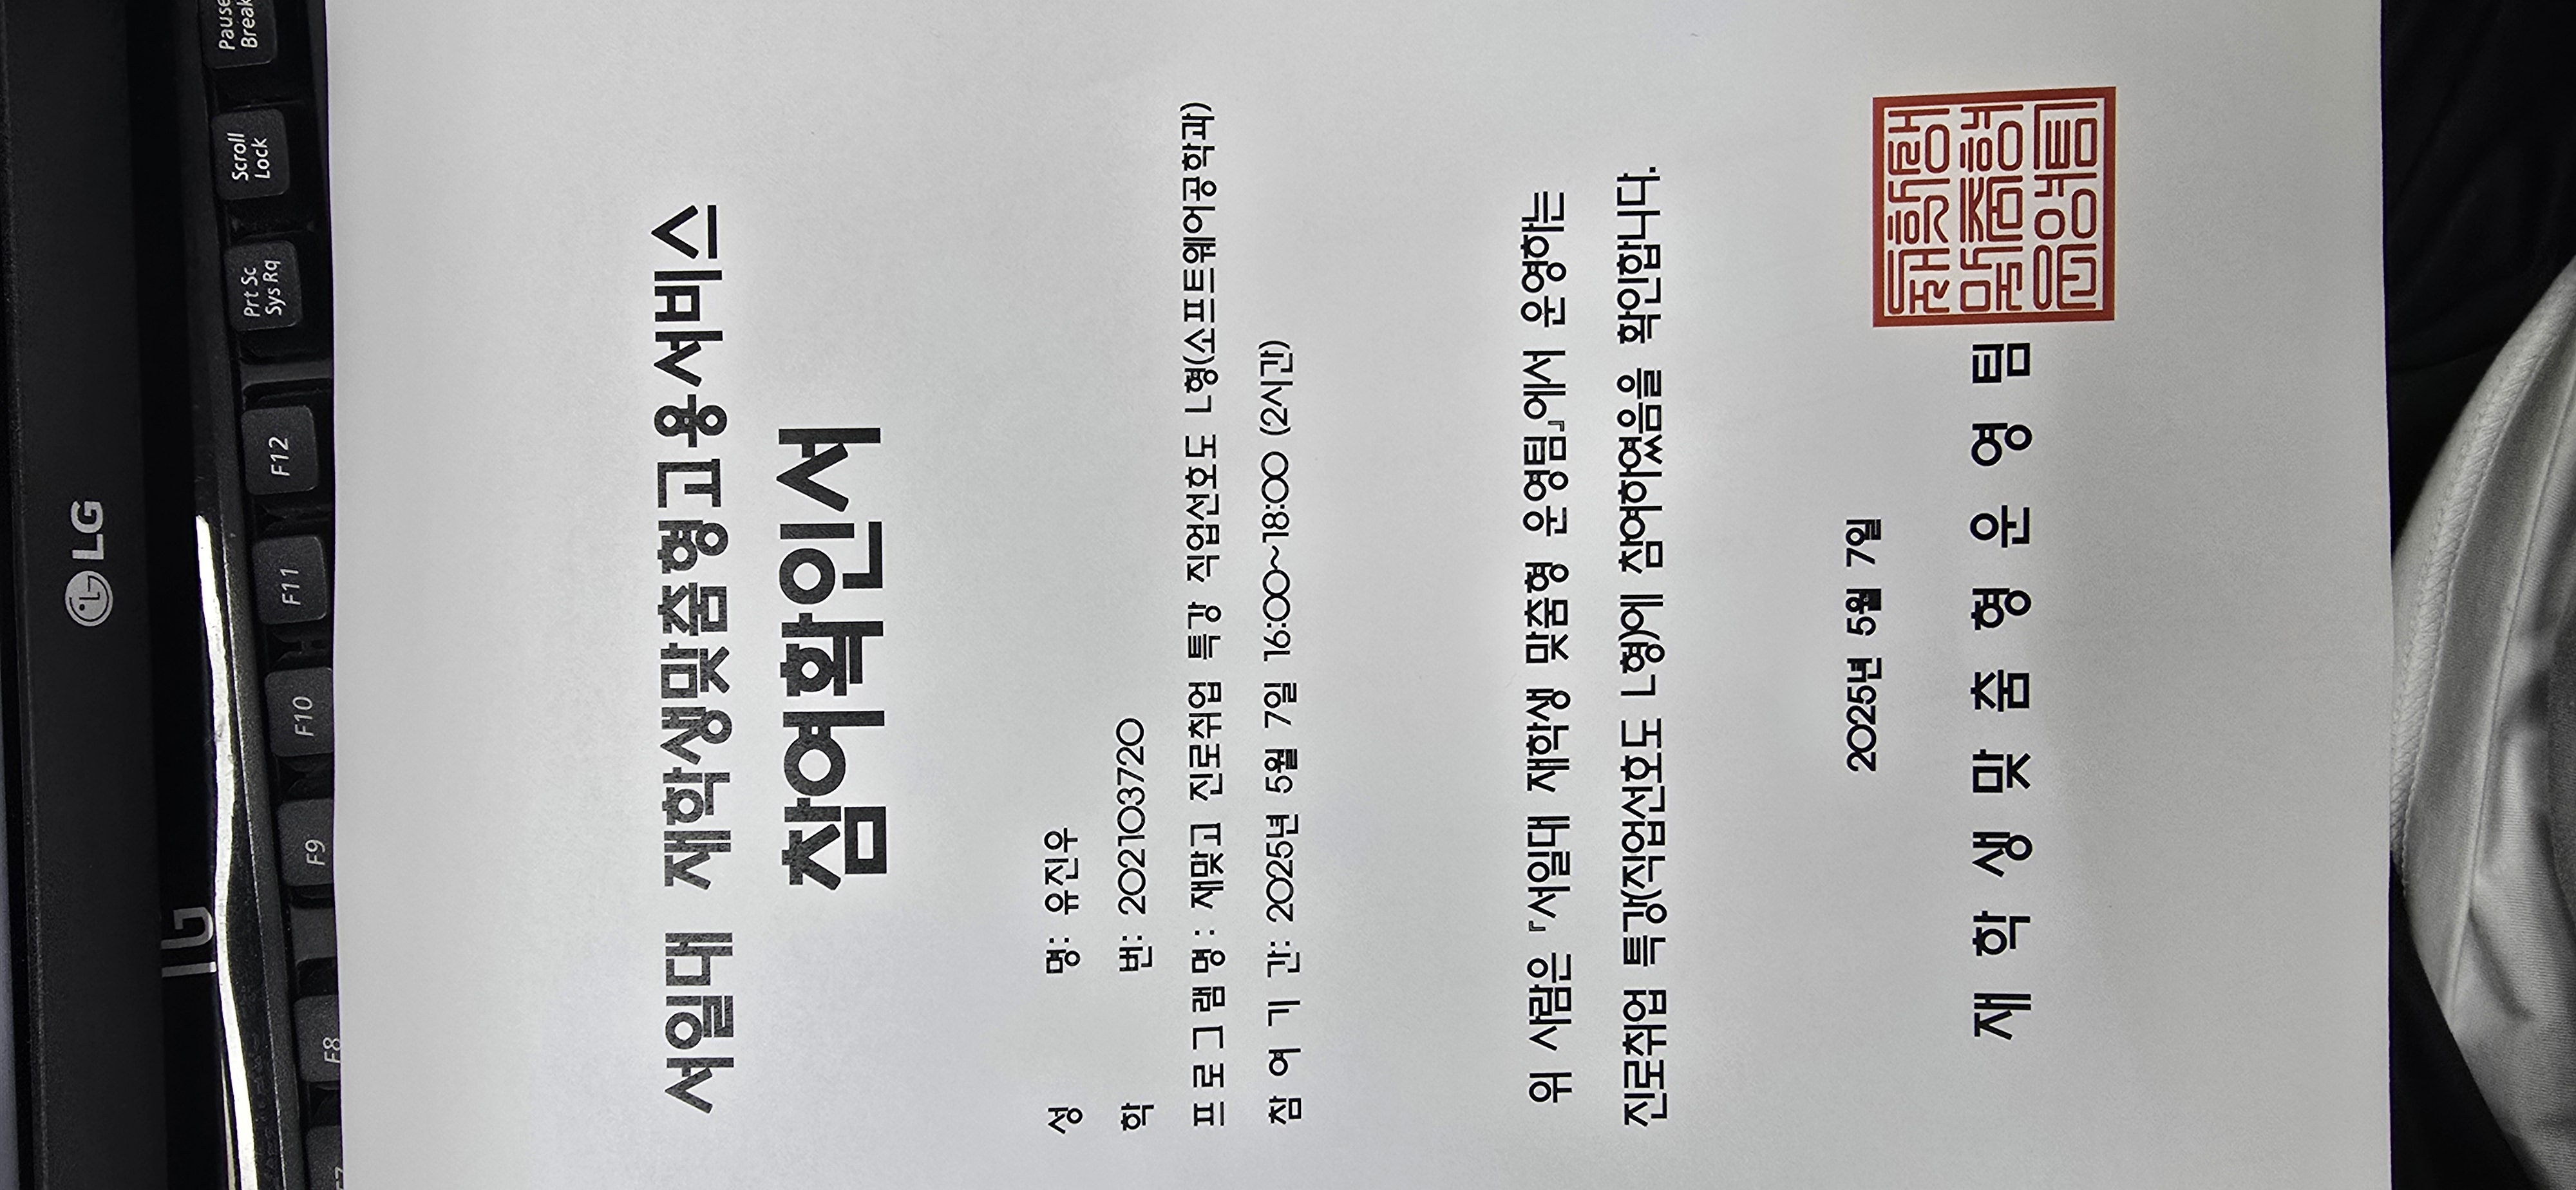 LG
TG
F7 F8 F9 F10 F11 F12 Prt Sc Sys Rq Scroll Lock Pause Break
서일대 재학생맞춤형고용서비스
참여확인서
성 명: 유진우
학 번: 202103720
프로그램명: 재맞고 진로취업 특강 직업선호도 L형(소프트웨어공학과)
참여기간: 2025년 5월 7일 16:00~18:00 (2시간)
위 사람은 『서일대 재학생 맞춤형 운영팀』에서 운영하는
진로취업 특강(직업선호도 L형)에 참여하였음을 확인합니다.
2025년 5월 7일
재학생맞춤형운영팀
재학생
맞춤형
운영팀